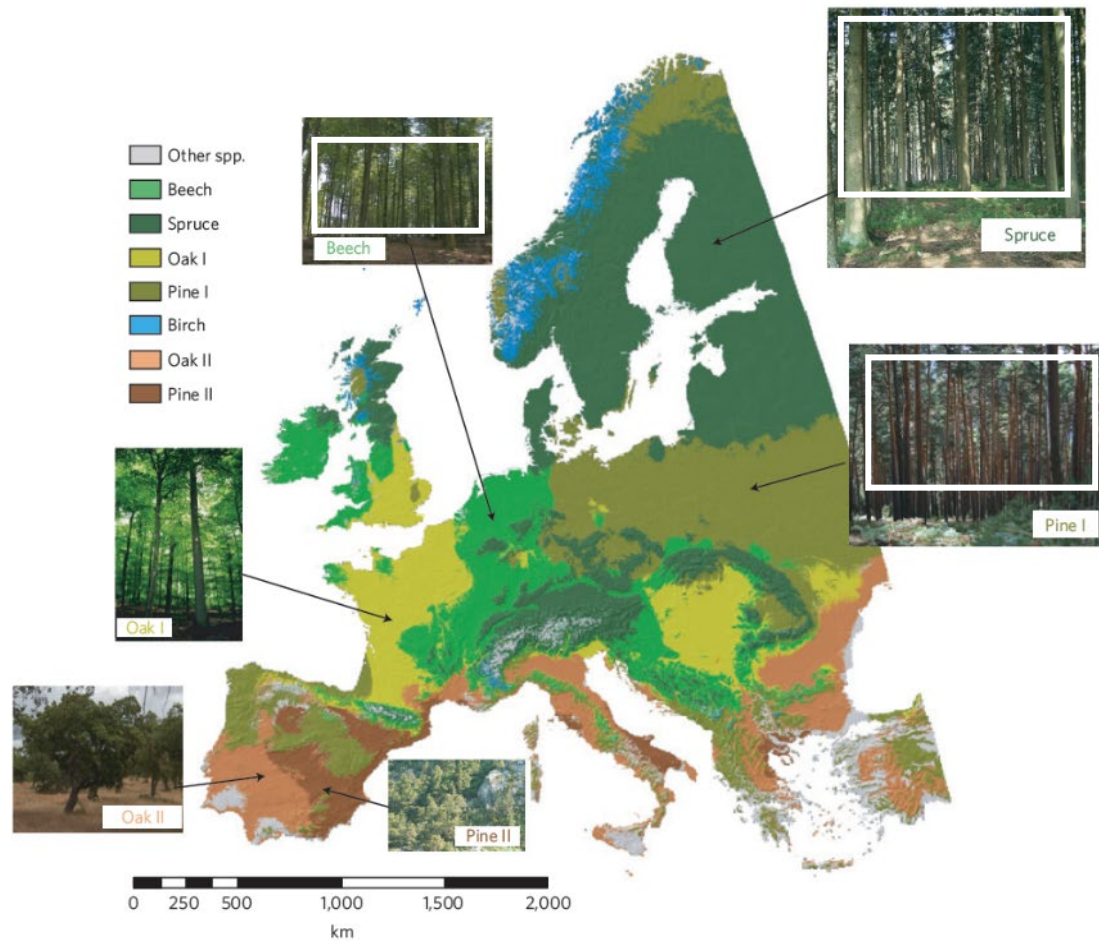 Other spp.
Beech
Spruce
Oak I
Pine I
Birch
Oak II
Pine II
Beech
Spruce
Pine I
Oak I
Oak II
Pine II
0 250 500 1,000 1,500 2,000
km